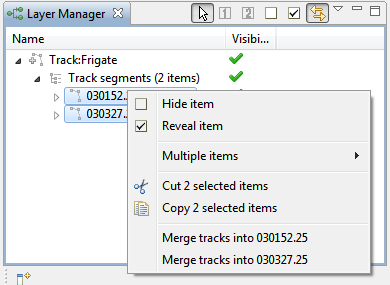 Layer Manager
1 2
Name Visibi...
Track:Frigate
Track segments (2 items)
030152.
030327.
Hide item
Reveal item
Multiple items
Cut 2 selected items
Copy 2 selected items
Merge tracks into 030152.25
Merge tracks into 030327.25